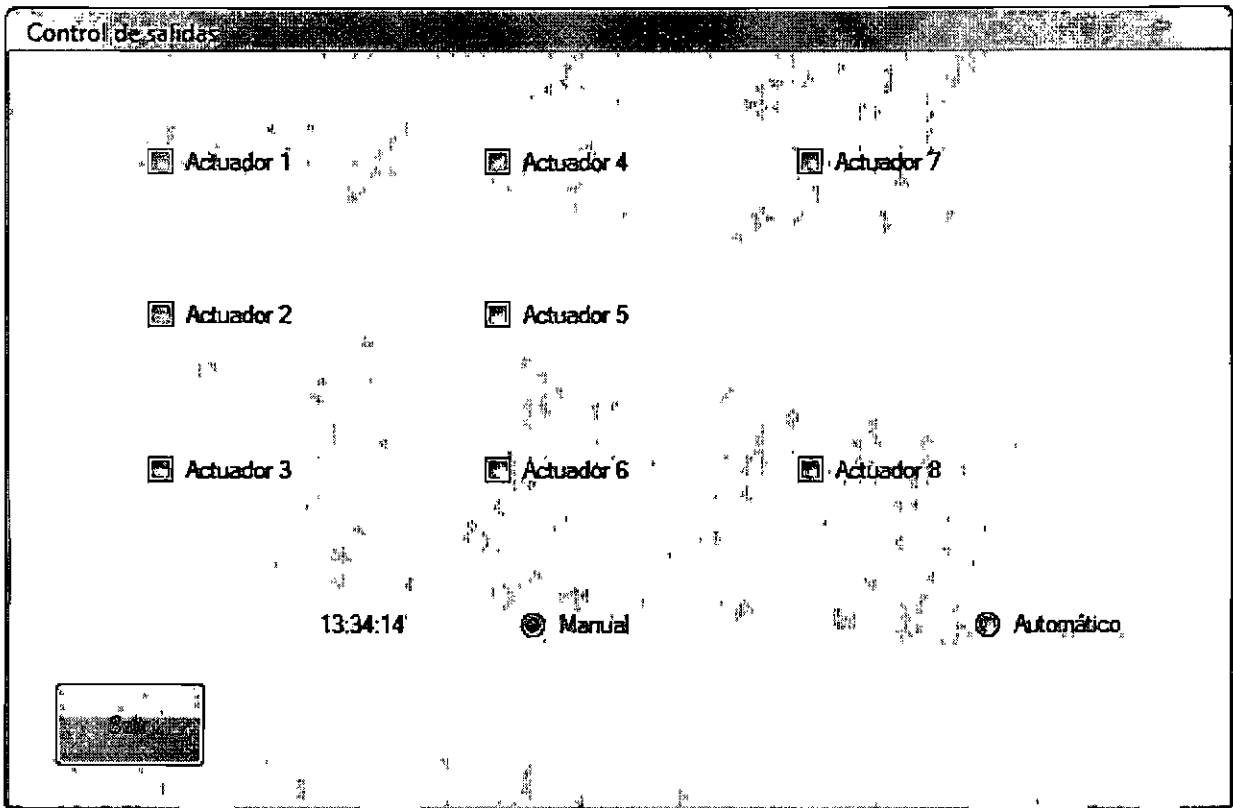 Control de salidas
Actuador 1
Actuador 4
Actuador 7
Actuador 2
Actuador 5
Actuador 3
Actuador 6
Actuador 8
13:34:14
Manual
Automático
Salir